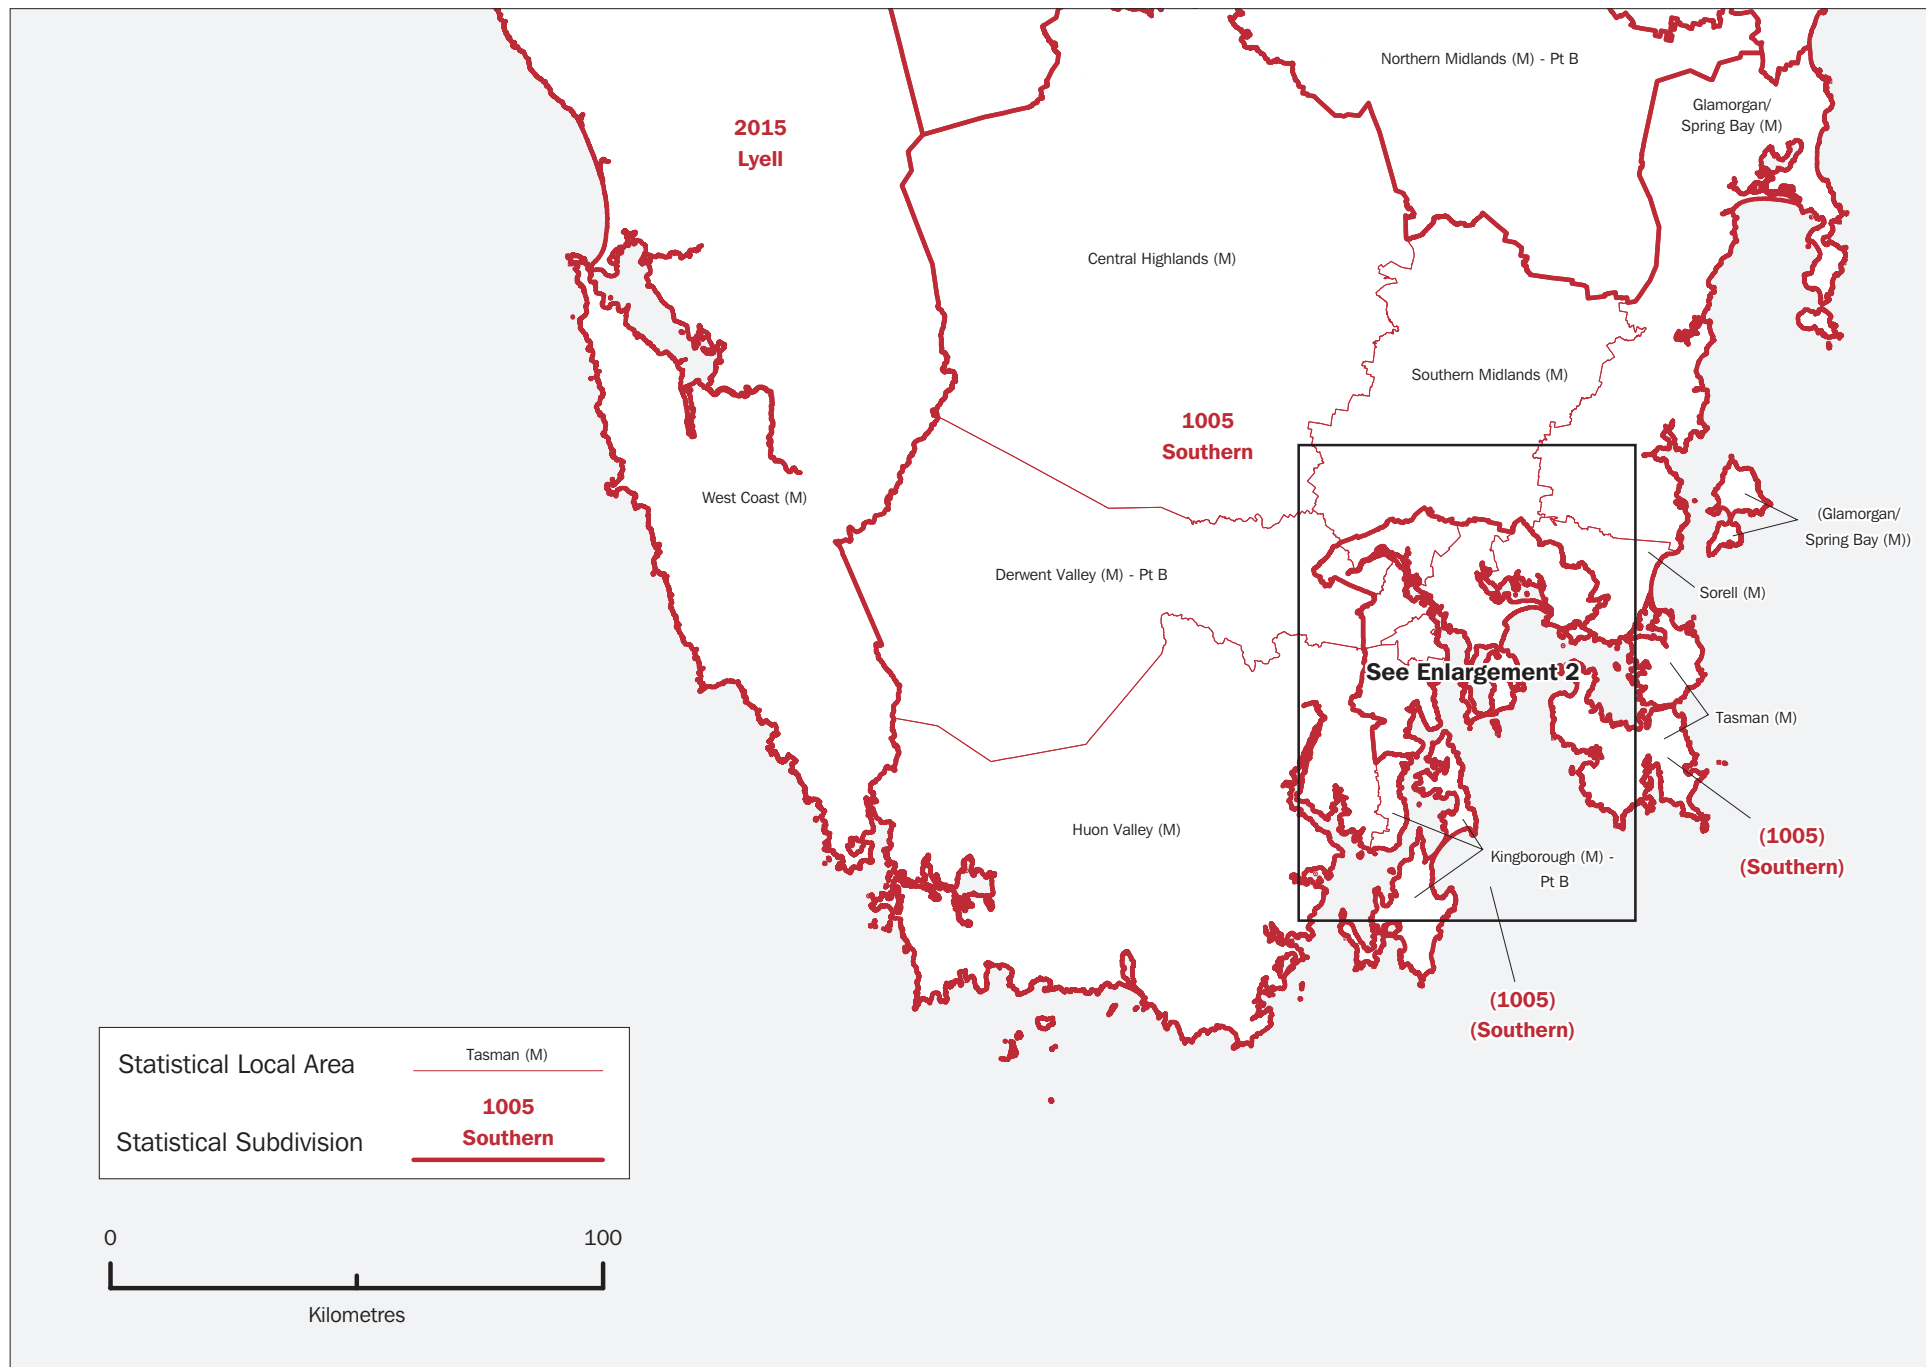 Northern Midlands (M) - Pt B
Glamorgan/
Spring Bay (M)
2015
Lyell
Central Highlands (M)
Southern Midlands (M)
1005
Southern
West Coast (M)
(Glamorgan/
Spring Bay (M))
Derwent Valley (M) - Pt B
Sorell (M)
See Enlargement 2
Tasman (M)
Huon Valley (M)
(1005)
(Southern)
Kingborough (M) -
Pt B
(1005)
(Southern)
Statistical Local Area
Tasman (M)
1005
Southern
Statistical Subdivision
0 100
Kilometres